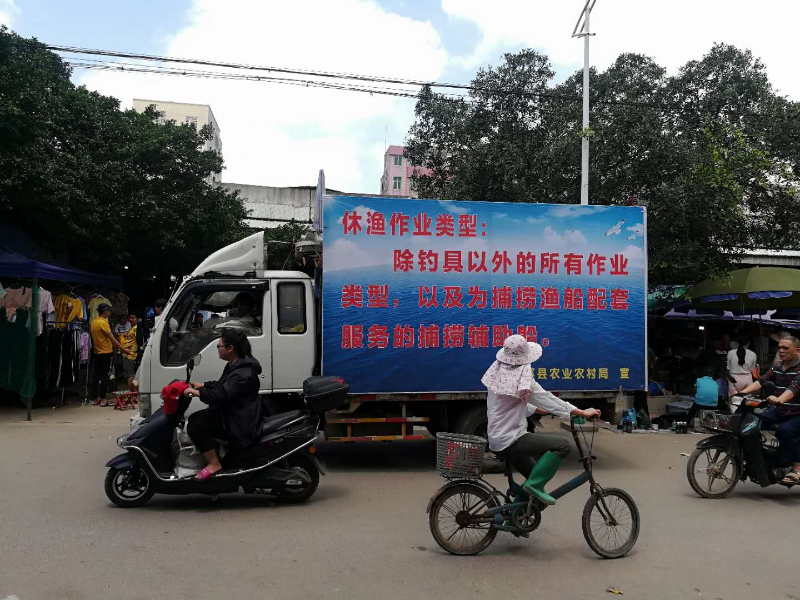 休渔作业类型:
除钓具以外的所有作业
类型,以及为捕捞渔船配套
服务的捕捞辅助船。
县农业农村局 宣